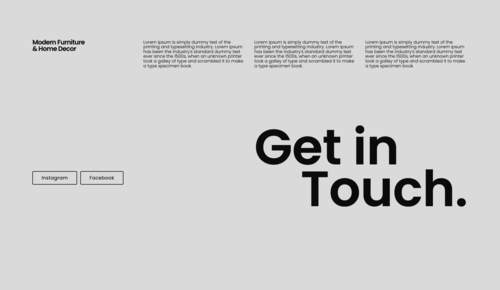 Modern Furniture
& Home Decor
Lorem Ipsum is simply dummy text of the
printing and typesetting industry. Lorem Ipsum
has been the industry's standard dummy text
ever since the 1500s, when an unknown printer
took a galley of type and scrambled it to make
a type specimen book.
Lorem Ipsum is simply dummy text of the
printing and typesetting industry. Lorem Ipsum
has been the industry's standard dummy text
ever since the 1500s, when an unknown printer
took a galley of type and scrambled it to make
a type specimen book.
Lorem Ipsum is simply dummy text of the
printing and typesetting industry. Lorem Ipsum
has been the industry's standard dummy text
ever since the 1500s, when an unknown printer
took a galley of type and scrambled it to make
a type specimen book.
Get in
Touch.
Instagram
Facebook